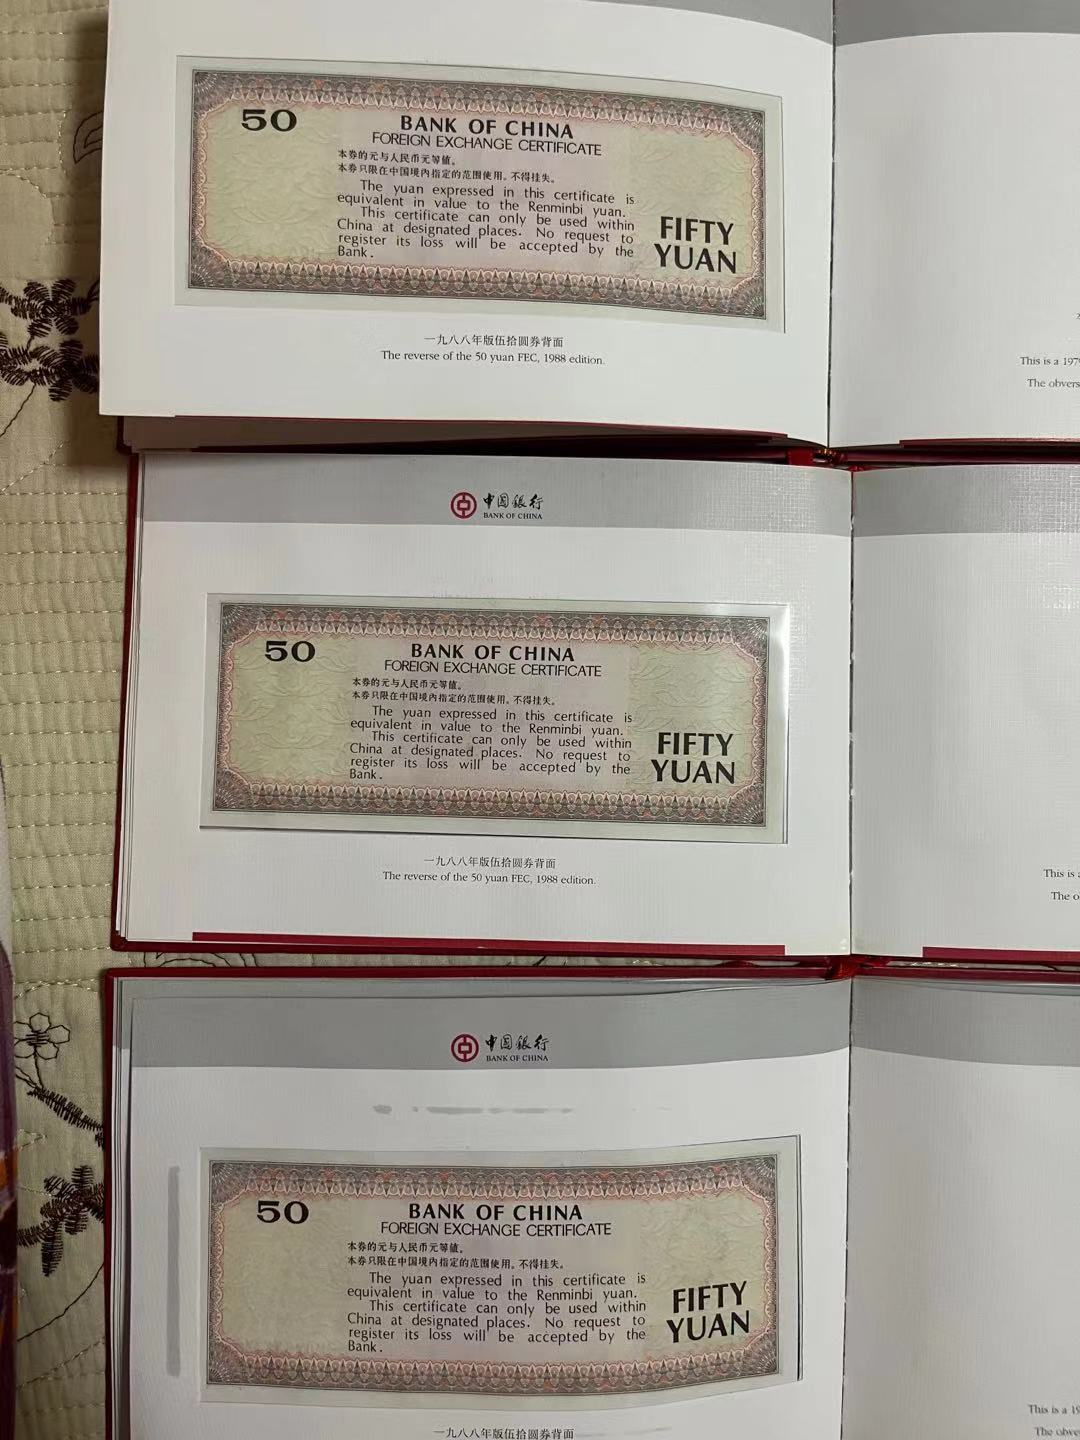 50
BANK OF CHINA
FOREIGN EXCHANGE CERTIFICATE
本券的元与人民币元等值。
本券只限在中国境内指定的范围使用。不得挂失。
The yuan expressed in this certificate is
equivalent in value to the Renminbi yuan.
This certificate can only be used within
China at designated places. No request to
register its loss will be accepted by the
Bank.
FIFTY
YUAN
一九八八年版伍拾圆券背面
The reverse of the 50 yuan FEC, 1988 edition.
This is a 197
The obvers
中国银行
BANK OF CHINA
50
BANK OF CHINA
FOREIGN EXCHANGE CERTIFICATE
本券的元与人民币元等值。
本券只限在中国境内指定的范围使用。不得挂失。
The yuan expressed in this certificate is
equivalent in value to the Renminbi yuan.
This certificate can only be used within
China at designated places. No request to
register its loss will be accepted by the
Bank.
FIFTY
YUAN
一九八八年版伍拾圆券背面
The reverse of the 50 yuan FEC, 1988 edition.
This is
The o
中国银行
BANK OF CHINA
50
BANK OF CHINA
FOREIGN EXCHANGE CERTIFICATE
本券的元与人民币元等值。
本券只限在中国境内指定的范围使用。不得挂失。
The yuan expressed in this certificate is
equivalent in value to the Renminbi yuan.
This certificate can only be used within
China at designated places. No request to
register its loss will be accepted by the
Bank.
FIFTY
YUAN
一九八八年版伍拾圆券背面
This is a 19
The obve